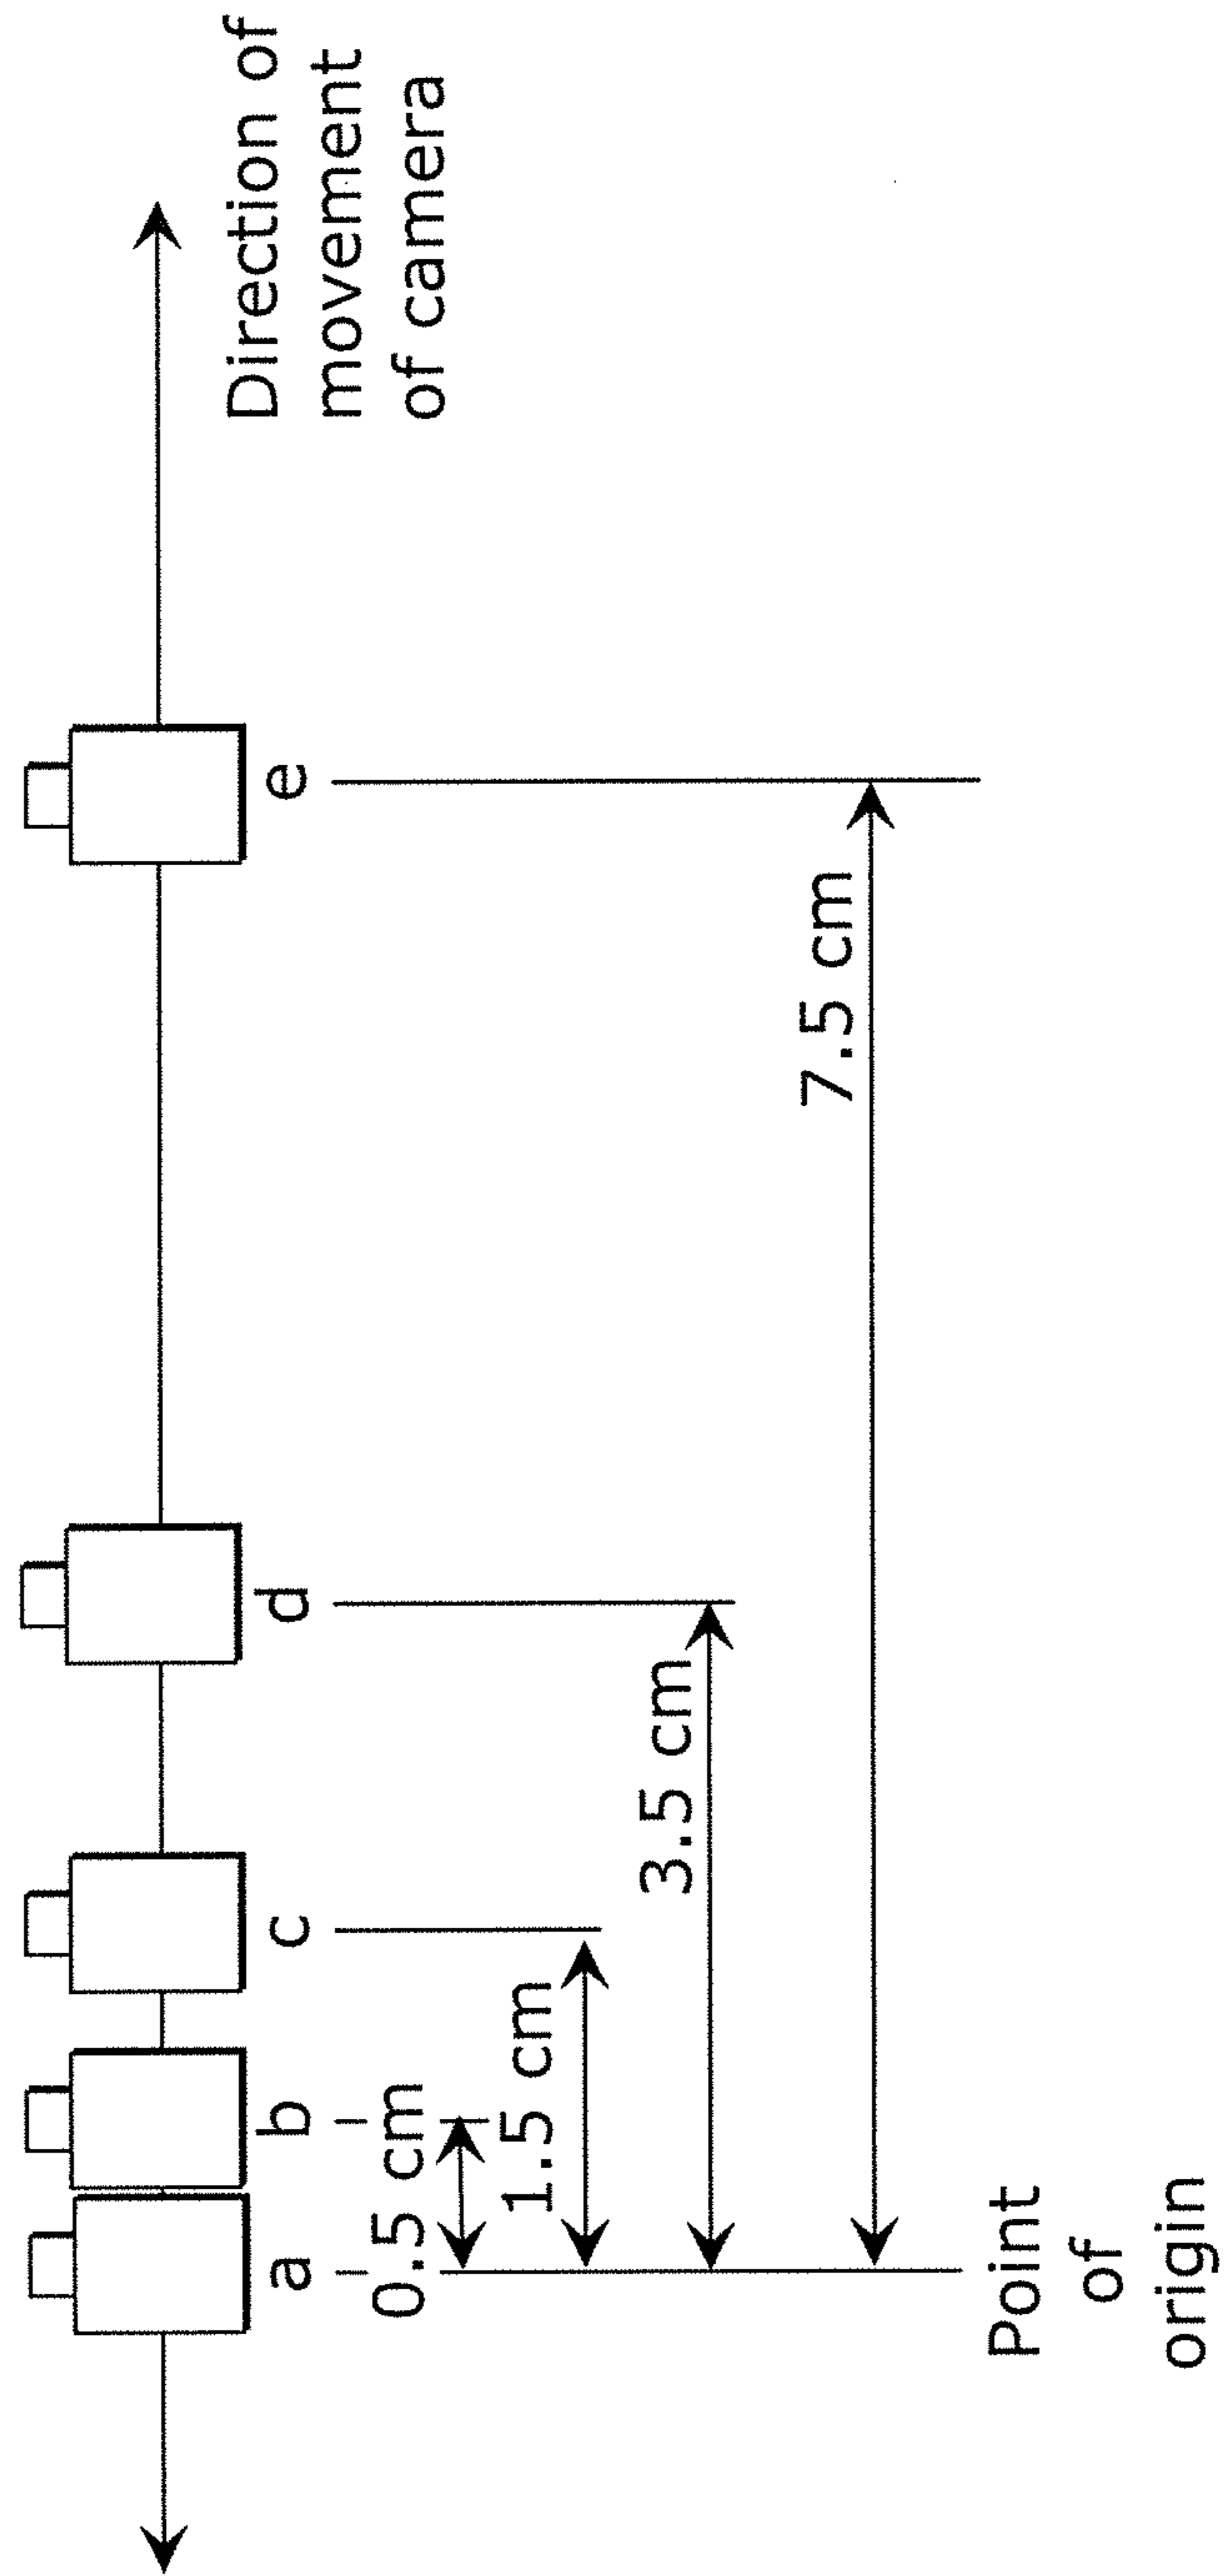 a
b
c
d
e
Direction of
movement
of camera
0.5 cm
1.5 cm
3.5 cm
7.5 cm
Point
of
origin